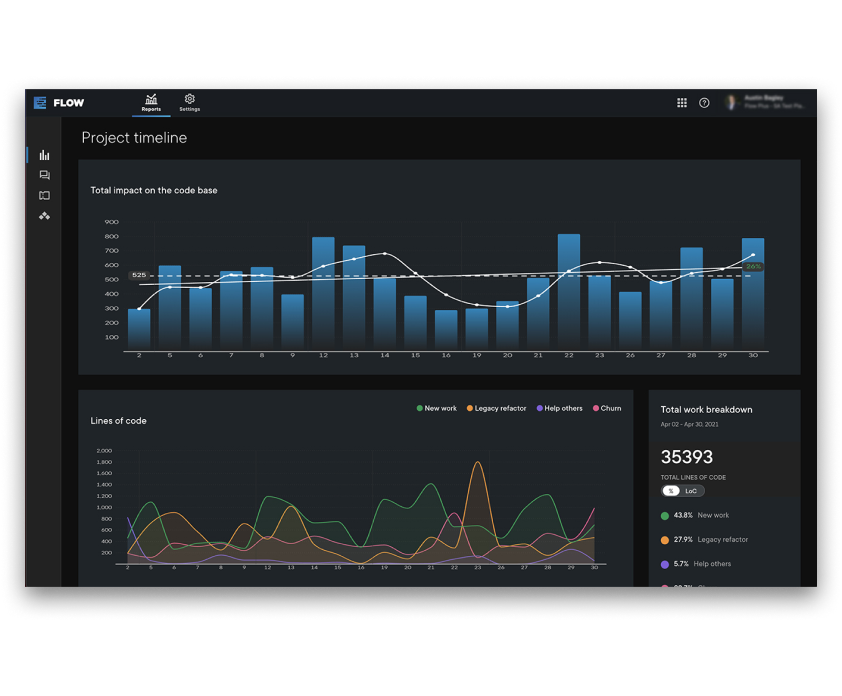 FLOW
Reports
Settings
Austin Bagley
Project timeline
Total impact on the code base
900
800
700
600
525
500
400
300
200
100
26%
2 5 6 7 8 9 12 13 14 15 16 19 20 21 22 23 26 27 28 29 30
New work Legacy refactor Help others Churn
Lines of code
2,000
1,800
1,600
1,400
1,200
1,000
800
600
400
200
2 5 6 7 8 9 12 13 14 15 16 19 20 21 22 23 26 27 28 29 30
Total work breakdown
Apr 02 - Apr 30, 2021
35393
TOTAL LINES OF CODE
% LoC
43.8% New work
27.9% Legacy refactor
5.7% Help others